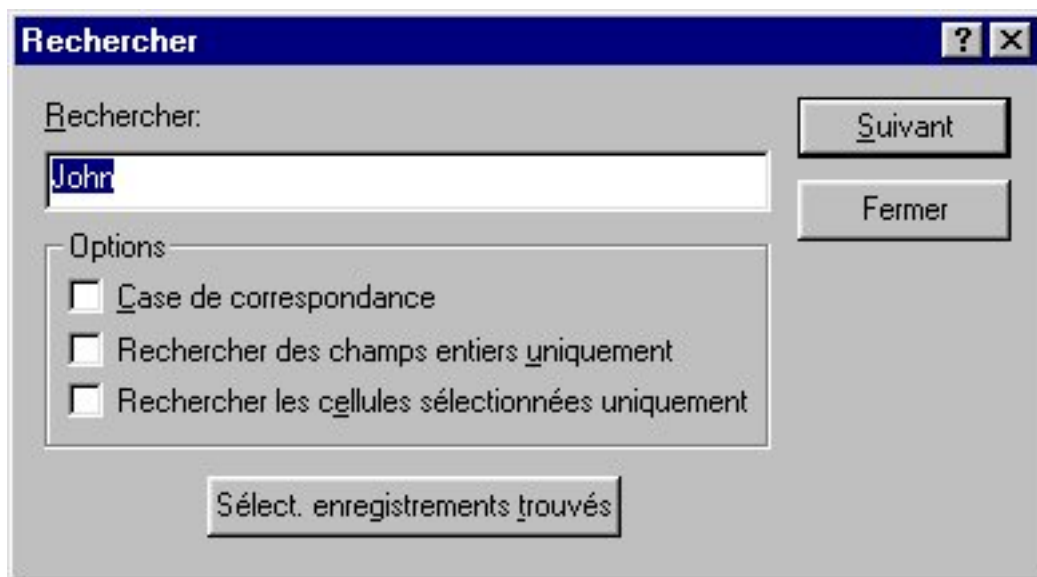 Rechercher
Rechercher:
Suivant
John
Fermer
Options
Case de correspondance
Rechercher des champs entiers uniquement
Rechercher les cellules sélectionnées uniquement
Sélect. enregistrements trouvés